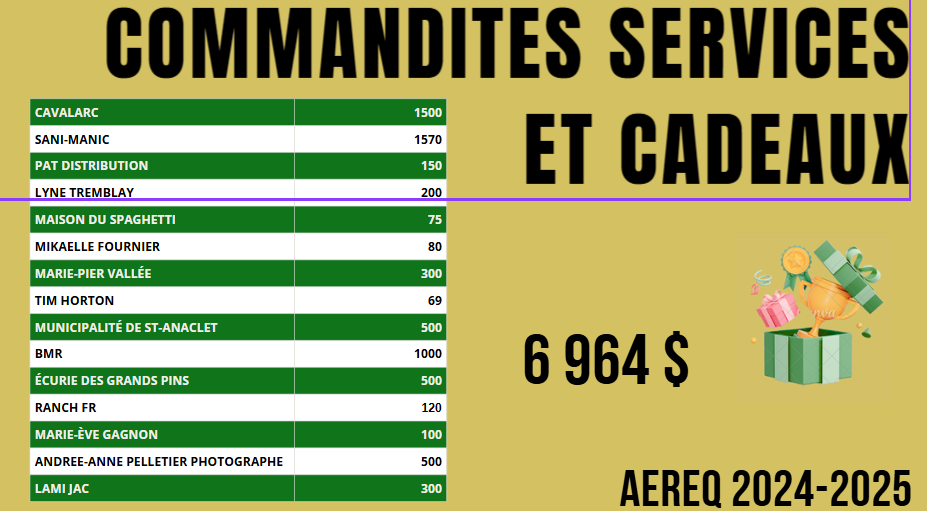 COMMANDITES SERVICES
ET CADEAUX
CAVALARC 1500
SANI-MANIC 1570
PAT DISTRIBUTION 150
LYNE TREMBLAY 200
MAISON DU SPAGHETTI 75
MIKAELLE FOURNIER 80
MARIE-PIER VALLÉE 300
TIM HORTON 69
MUNICIPALITÉ DE ST-ANACLET 500
BMR 1000
ÉCURIE DES GRANDS PINS 500
RANCH FR 120
MARIE-ÈVE GAGNON 100
ANDREE-ANNE PELLETIER PHOTOGRAPHE 500
LAMI JAC 300
6 964 $
AEREQ 2024-2025